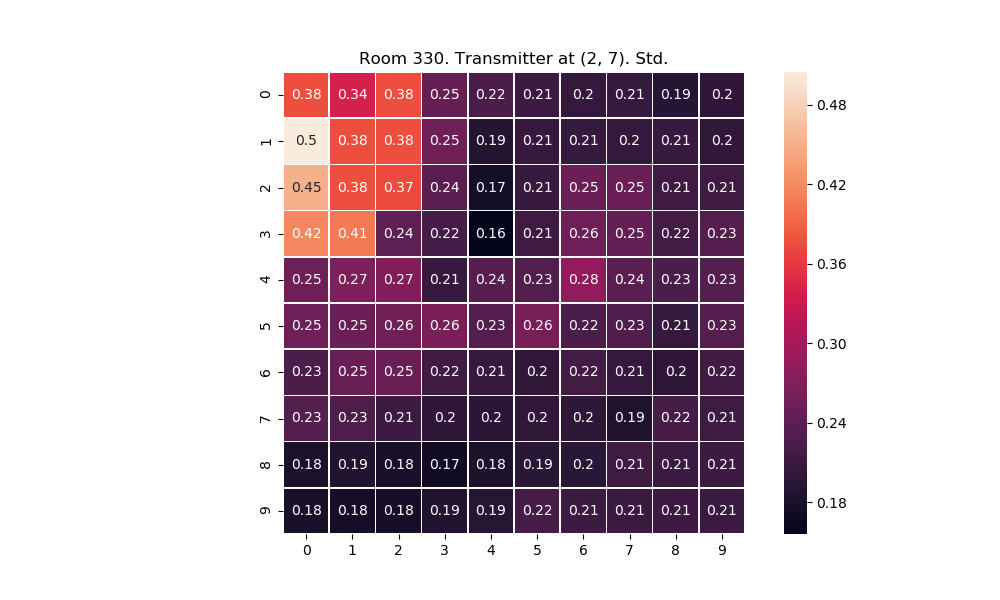 Room 330. Transmitter at (2, 7). Std.
0 0.38 0.34 0.38 0.25 0.22 0.21 0.2 0.21 0.19 0.2
1 0.5 0.38 0.38 0.25 0.19 0.21 0.21 0.2 0.21 0.2
2 0.45 0.38 0.37 0.24 0.17 0.21 0.25 0.25 0.21 0.21
3 0.42 0.41 0.24 0.22 0.16 0.21 0.26 0.25 0.22 0.23
4 0.25 0.27 0.27 0.21 0.24 0.23 0.28 0.24 0.23 0.23
5 0.25 0.25 0.26 0.26 0.23 0.26 0.22 0.23 0.21 0.23
6 0.23 0.25 0.25 0.22 0.21 0.2 0.22 0.21 0.2 0.22
7 0.23 0.23 0.21 0.2 0.2 0.2 0.2 0.19 0.22 0.21
8 0.18 0.19 0.18 0.17 0.18 0.19 0.2 0.21 0.21 0.21
9 0.18 0.18 0.18 0.19 0.19 0.22 0.21 0.21 0.21 0.21
0 1 2 3 4 5 6 7 8 9
0.48
0.42
0.36
0.30
0.24
0.18